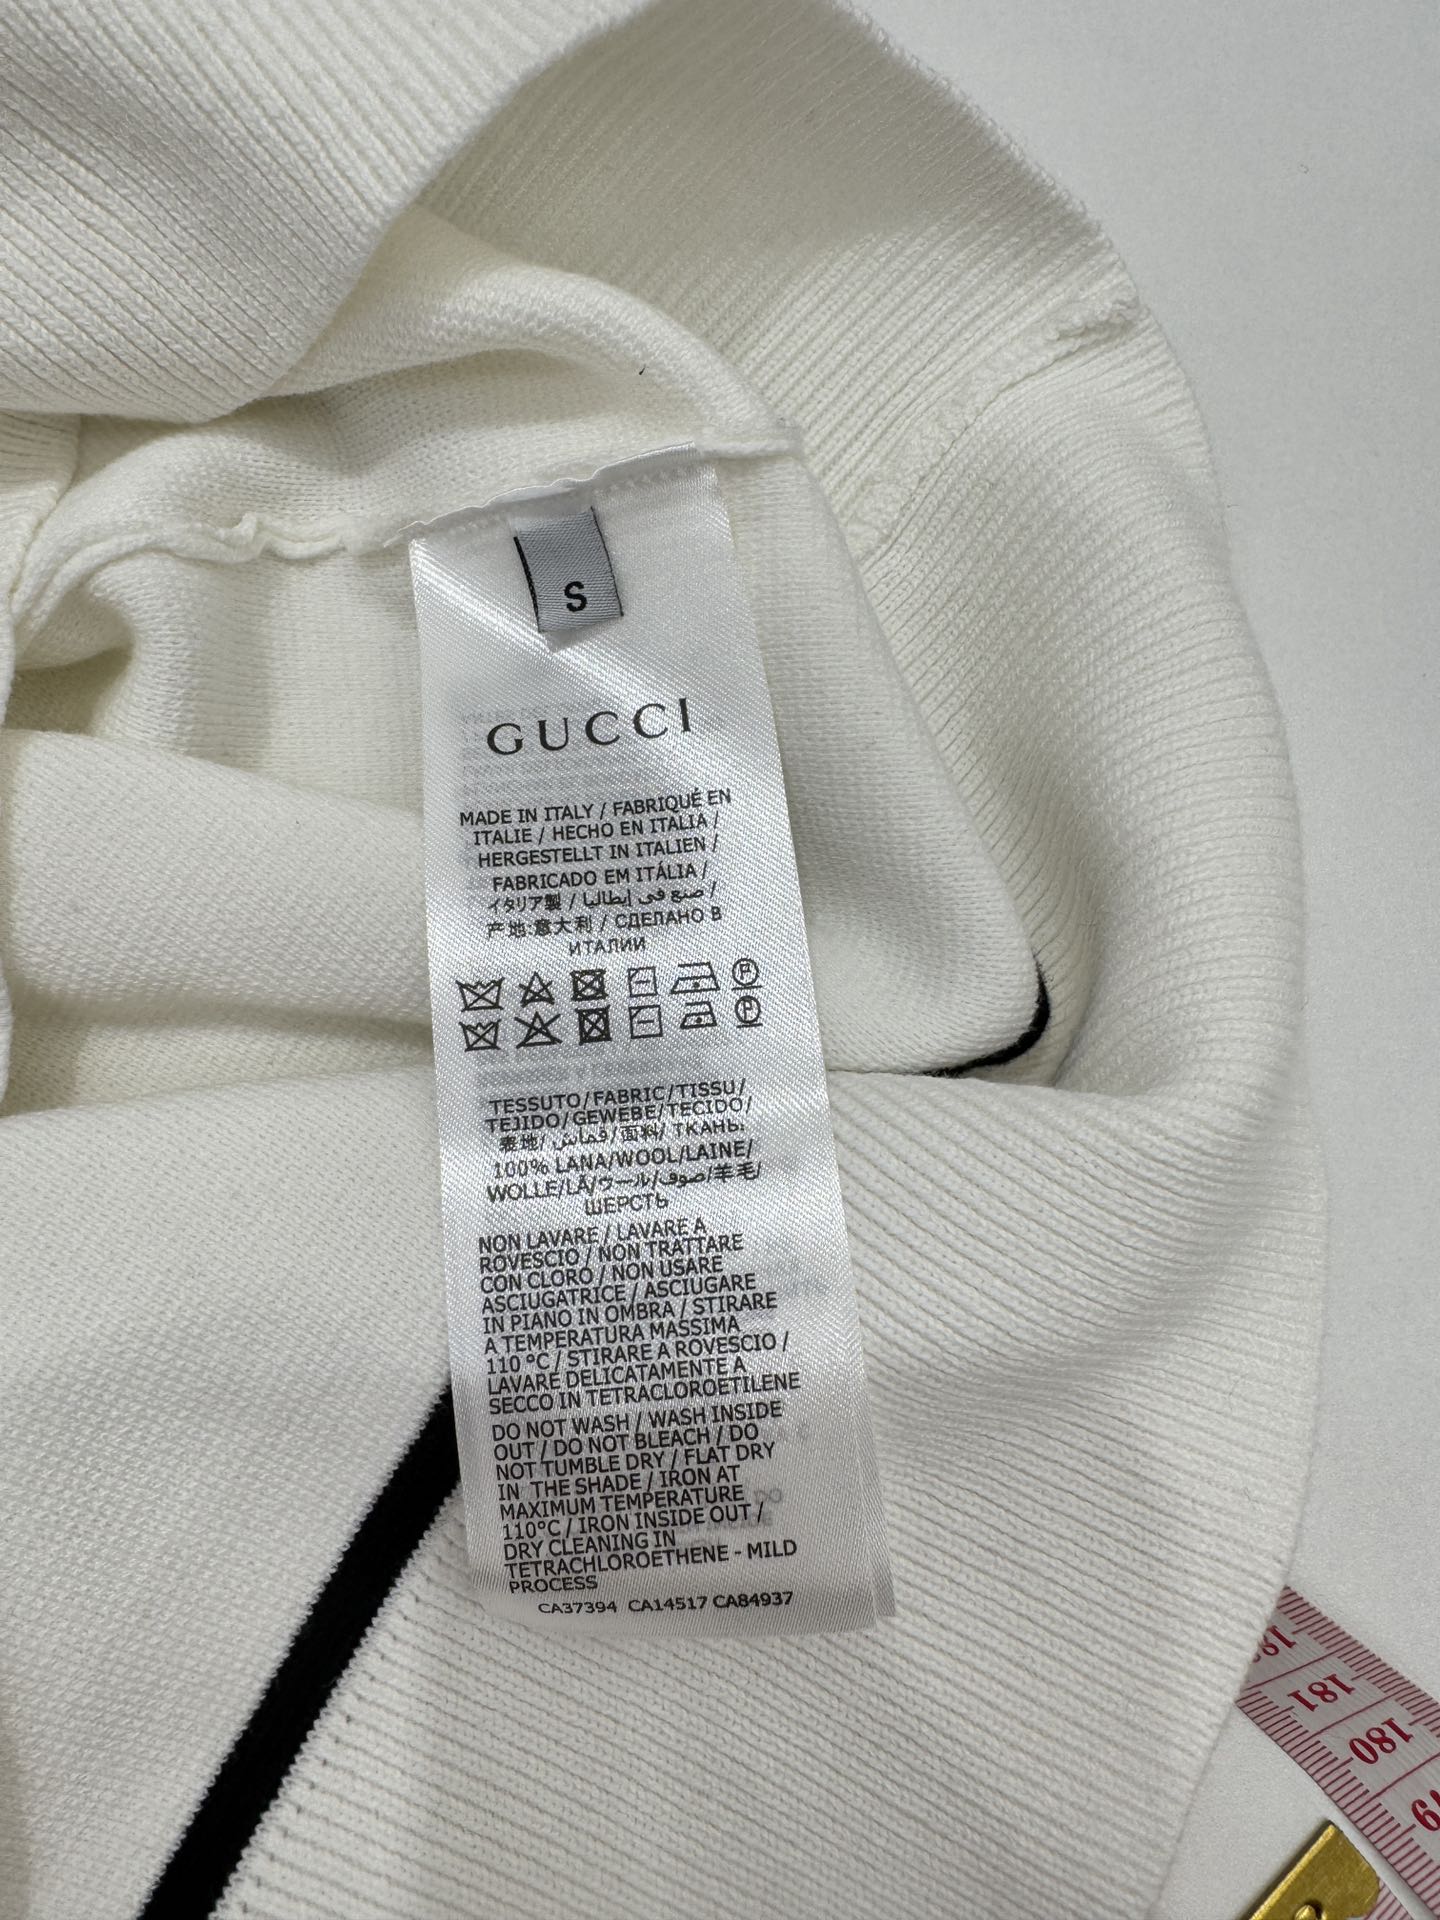 S
GUCCI
MADE IN ITALY / FABRIQUÉ EN
ITALIE / HECHO EN ITALIA /
HERGESTELLT IN ITALIEN /
FABRICADO EM ITÁLIA /
イタリア製 / صنع في إيطاليا /
产地:意大利 / СДЕЛАНО В
ИТАЛИИ
P
P
TESSUTO/FABRIC/TISSU/
TEJIDO/GEWEBE/TECIDO/
表地/قماش/面料/ ТКАНЬ:
100% LANA/WOOL/LAINE/
WOLLE/LÃ/ウール/صوف/羊毛/
ШЕРСТЬ
NON LAVARE / LAVARE A
ROVESCIO / NON TRATTARE
CON CLORO / NON USARE
ASCIUGATRICE / ASCIUGARE
IN PIANO IN OMBRA / STIRARE
A TEMPERATURA MASSIMA
110 °C / STIRARE A ROVESCIO /
LAVARE DELICATAMENTE A
SECCO IN TETRACLOROETILENE
DO NOT WASH / WASH INSIDE
OUT / DO NOT BLEACH / DO
NOT TUMBLE DRY / FLAT DRY
IN THE SHADE / IRON AT
MAXIMUM TEMPERATURE
110°C / IRON INSIDE OUT /
DRY CLEANING IN
TETRACHLOROETHENE - MILD
PROCESS
CA37394 CA14517 CA84937
181
180